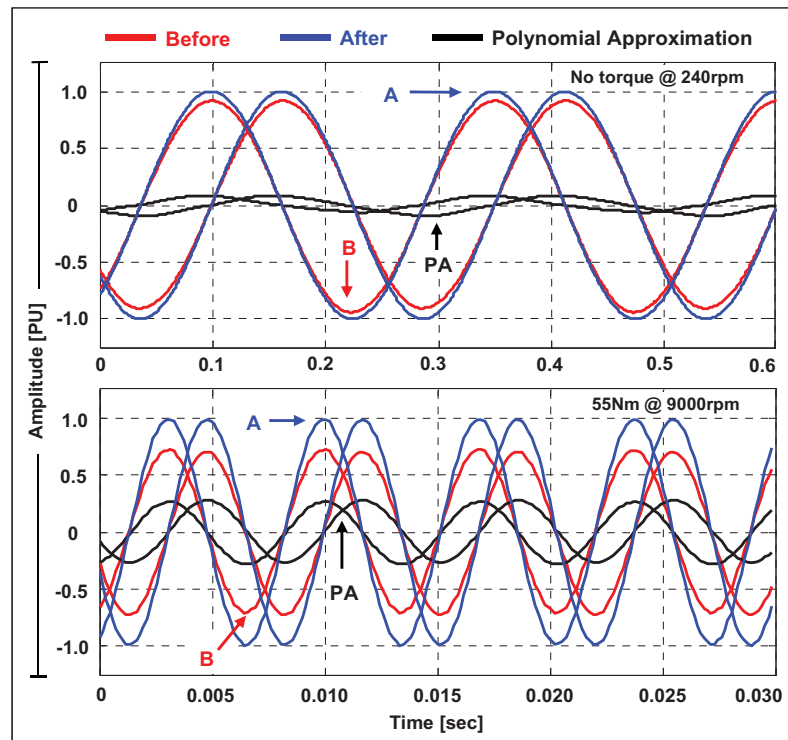 Before After Polynomial Approximation
No torque @ 240rpm
1.0
0.5
0
-0.5
-1.0
A
B
PA
0 0.1 0.2 0.3 0.4 0.5 0.6
Amplitude [PU]
55Nm @ 9000rpm
1.0
0.5
0
-0.5
-1.0
A
B
PA
0 0.005 0.010 0.015 0.020 0.025 0.030
Time [sec]